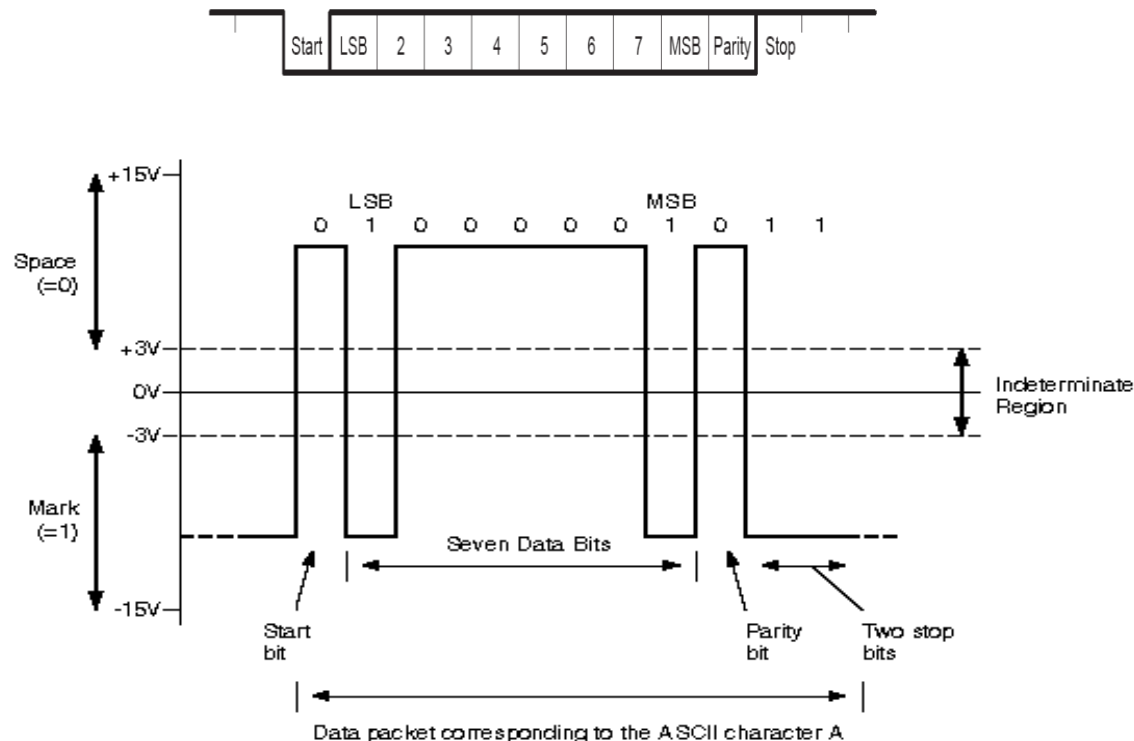 Start LSB 2 3 4 5 6 7 MSB Parity Stop
+15V
LSB MSB
0 1 0 0 0 0 0 1 0 1 1
Space
(=0)
+3V
0V
-3V
Indeterminate
Region
Mark
(=1)
Seven Data Bits
-15V
Start
bit
Parity
bit
Two stop
bits
Data packet corresponding to the ASCII character A